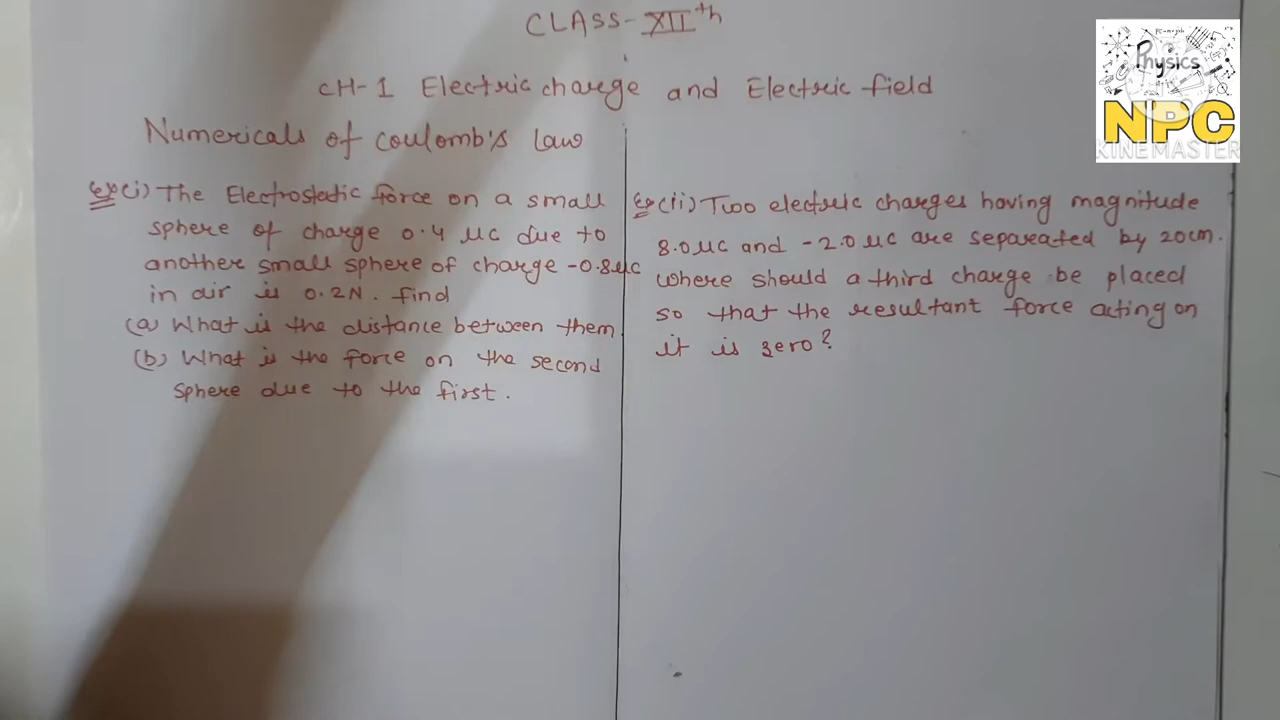 CLASS-XIIth
CH-1 Electric charge and Electric field
Numericals of Coulomb's law
Ex(i) The Electrostatic force on a small
sphere of charge 0.4 μc due to
another small sphere of charge -0.8μc
in air is 0.2N. find
(a) What is the distance between them
(b) What is the force on the second
sphere due to the first.
Ex(ii) Two electric charges having magnitude
8.0μc and -2.0μc are separated by 20cm.
Where should a third charge be placed
so that the resultant force acting on
it is zero?
Physics
NPC
KINEMASTER